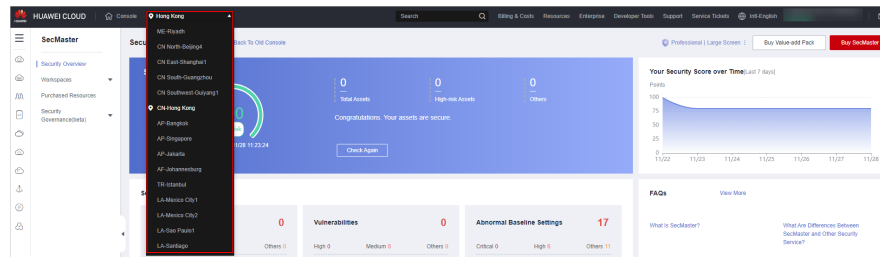 HUAWEI CLOUD
Console
Hong Kong
Search
Billing & Costs
Resources
Enterprise
Developer Tools
Support
Service Tickets
Intl-English
SecMaster
Security Overview
Workspaces
Purchased Resources
Security
Governance(beta)
ME-Riyadh
CN North-Beijing4
CN East-Shanghai1
CN South-Guangzhou
CN Southwest-Guiyang1
CN-Hong Kong
AP-Bangkok
AP-Singapore
AP-Jakarta
AF-Johannesburg
TR-Istanbul
LA-Mexico City1
LA-Mexico City2
LA-Sao Paulo1
LA-Santiago
Back To Old Console
Professional | Large Screen
Buy Value-add Pack
Buy SecMaster
0
Total Assets
0
High-risk Assets
0
Others
Congratulations. Your assets are secure.
11:23:24
Check Again
Your Security Score over Time(Last 7 days)
Points
100
75
50
25
0
11/22
11/23
11/24
11/25
11/26
11/27
11/28
0
Others 0
Vulnerabilities
0
High 0
Medium 0
Others 0
Abnormal Baseline Settings
17
Critical 0
High 6
Others 11
FAQs
View More
What Is SecMaster?
What Are Differences Between
SecMaster and Other Security
Service?